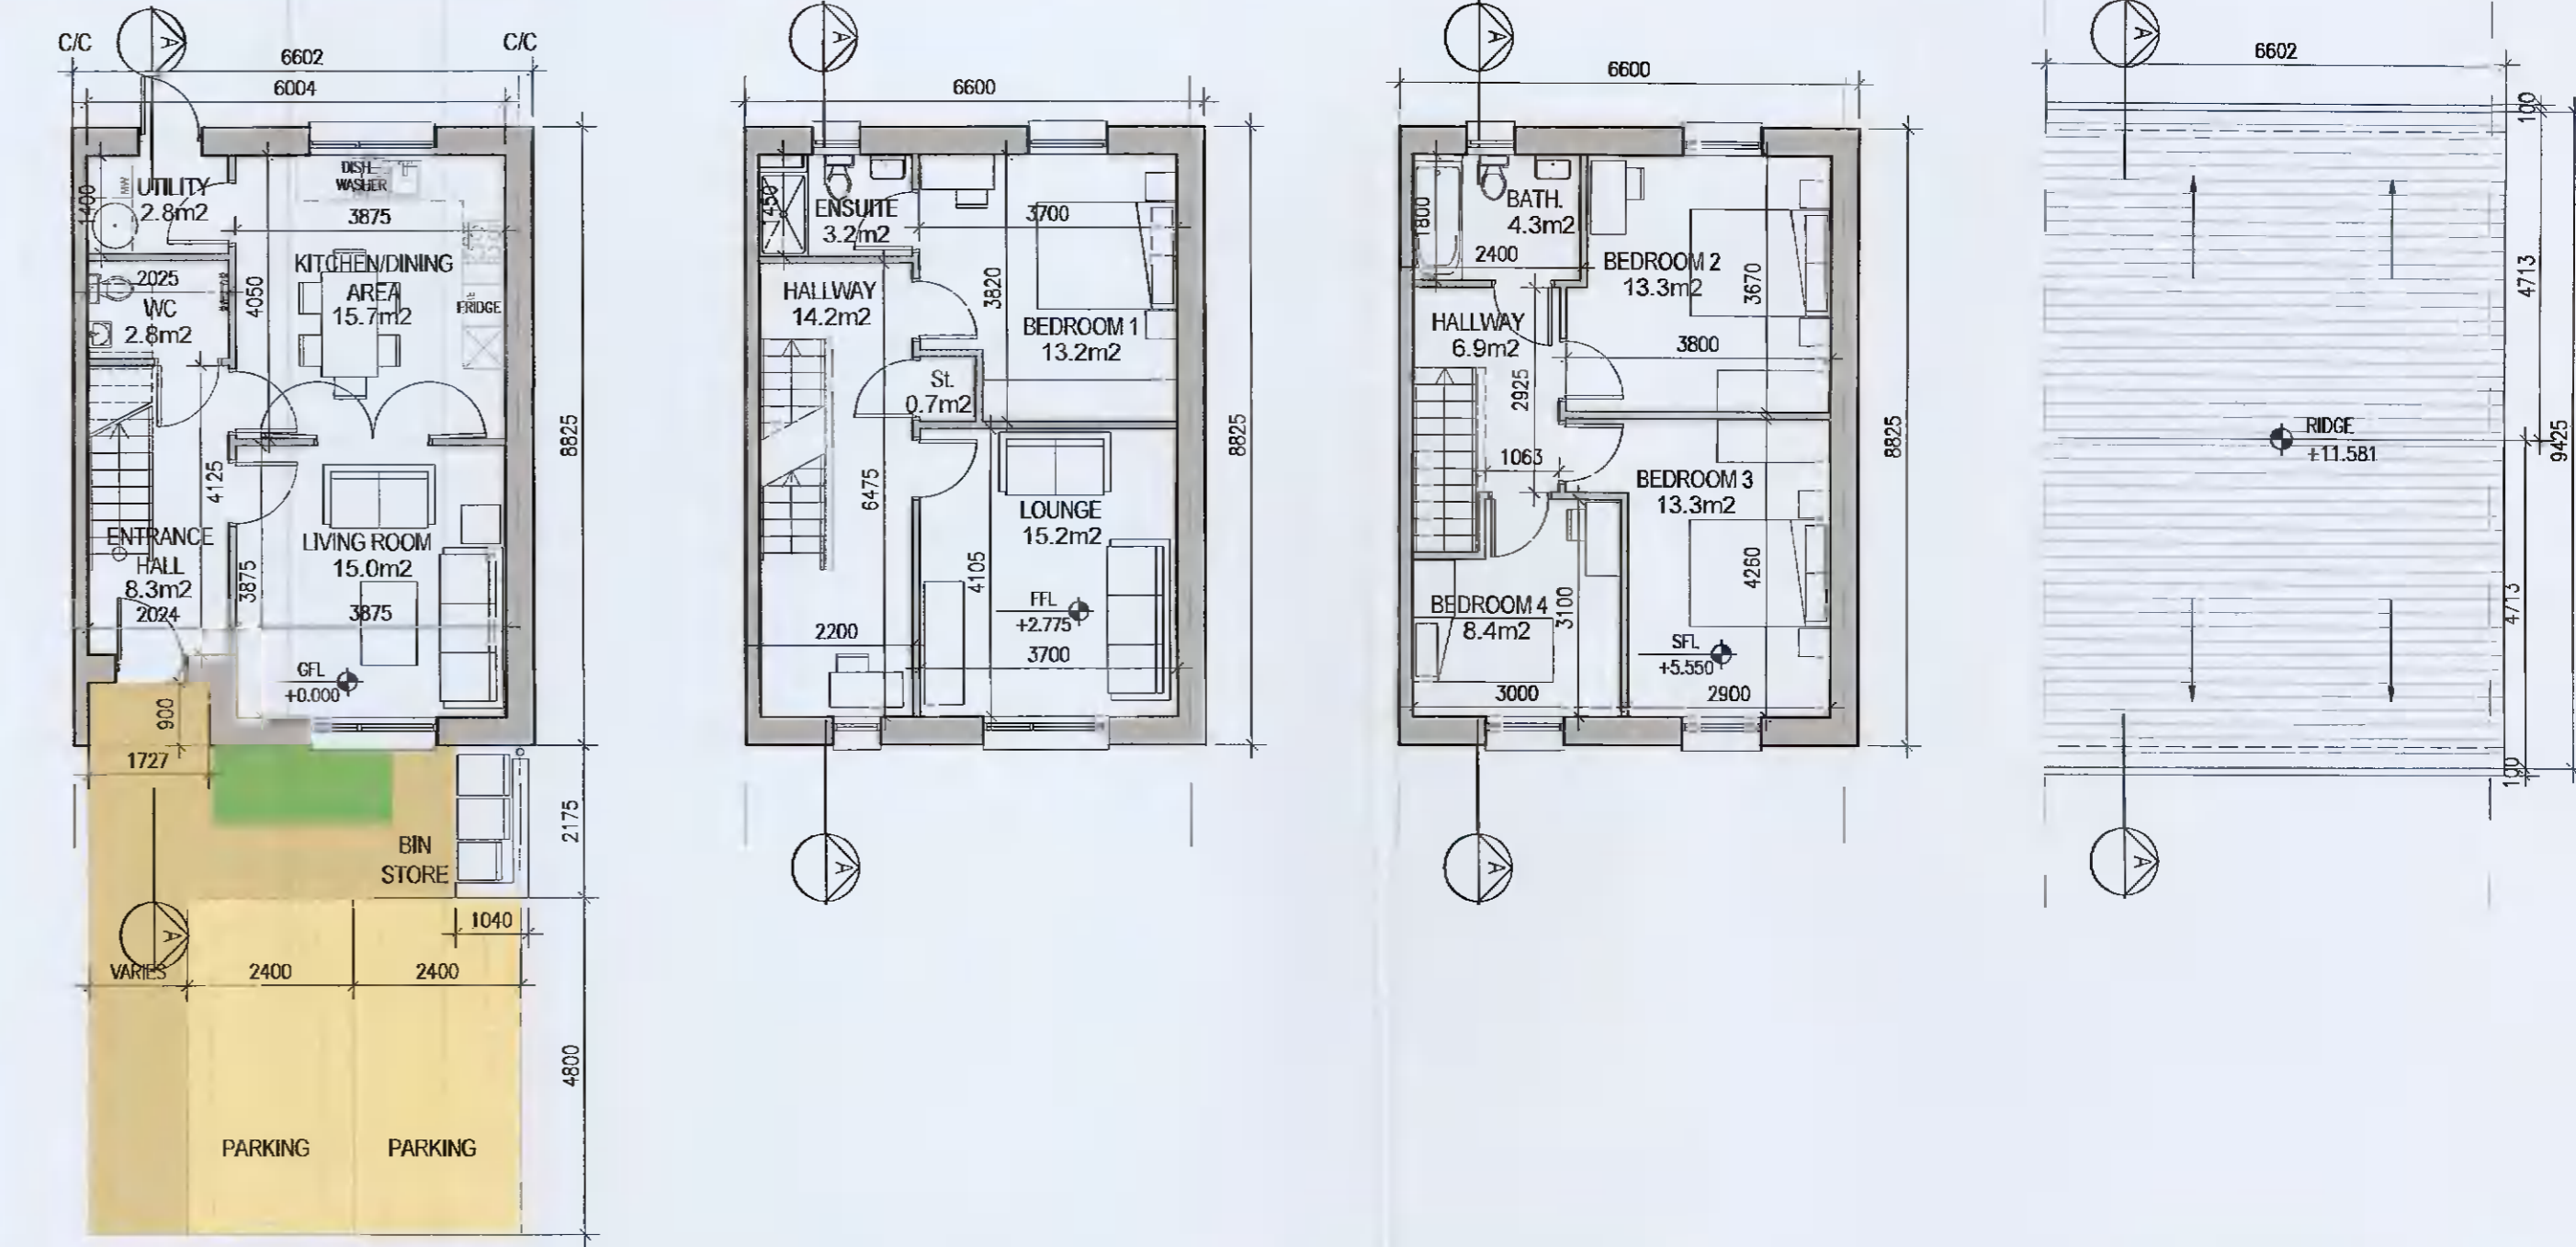 C/C
A
C/C
6602
6004
UTILITY
2.8m2
1400
MW
DISH
WASHER
3875
KITCHEN/DINING
AREA
15.7m2
4050
FRIDGE
2025
WC
2.8m2
8825
4125
ENTRANCE
HALL
8.3m2
2024
LIVING ROOM
15.0m2
3875
3875
GFL
+0.000
900
1727
BIN
STORE
2175
1040
A
VARIES
2400
2400
4800
PARKING
PARKING
A
6600
ENSUITE
3.2m2
1450
3700
HALLWAY
14.2m2
3820
BEDROOM 1
13.2m2
St.
0.7m2
8825
6475
LOUNGE
15.2m2
4105
FFL
+2.775
2200
3700
A
A
6600
BATH.
4.3m2
1800
2400
BEDROOM 2
13.3m2
3670
HALLWAY
6.9m2
3800
2925
8825
1063
BEDROOM 3
13.3m2
4260
BEDROOM 4
8.4m2
3100
SFL
+5.550
3000
2900
A
A
6602
100
4713
RIDGE
+11.581
9425
4713
100
A